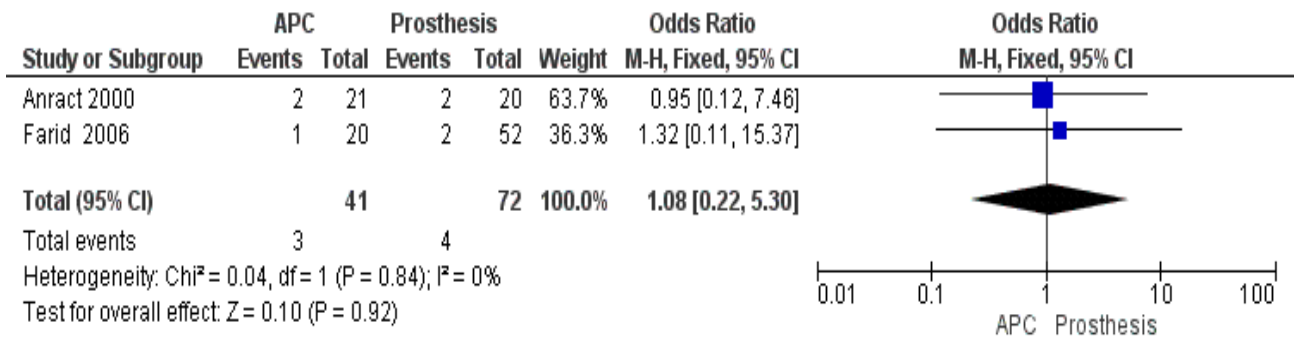 APC Prosthesis Odds Ratio Odds Ratio
Study or Subgroup Events Total Events Total Weight M-H, Fixed, 95% CI M-H, Fixed, 95% CI
Anract 2000 2 21 2 20 63.7% 0.95 [0.12, 7.46]
Farid 2006 1 20 2 52 36.3% 1.32 [0.11, 15.37]
Total (95% CI) 41 72 100.0% 1.08 [0.22, 5.30]
Total events 3 4
Heterogeneity: Chi² = 0.04, df = 1 (P = 0.84); I² = 0%
Test for overall effect: Z = 0.10 (P = 0.92)
0.01 0.1 1 10 100
APC Prosthesis